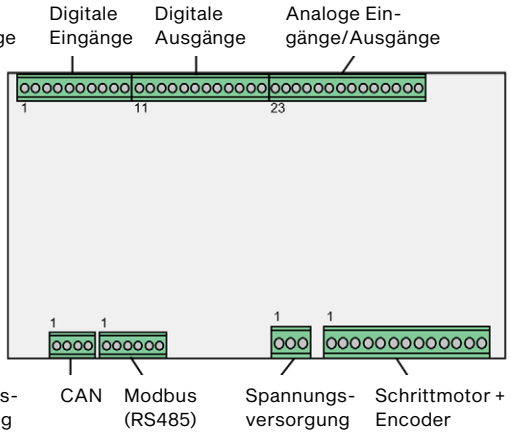 Digitale
Eingänge
Digitale
Ausgänge
Analoge Ein-
gänge/Ausgänge
1
11
23
1
1
1
1
CAN
Modbus
(RS485)
Spannungs-
versorgung
Schrittmotor +
Encoder